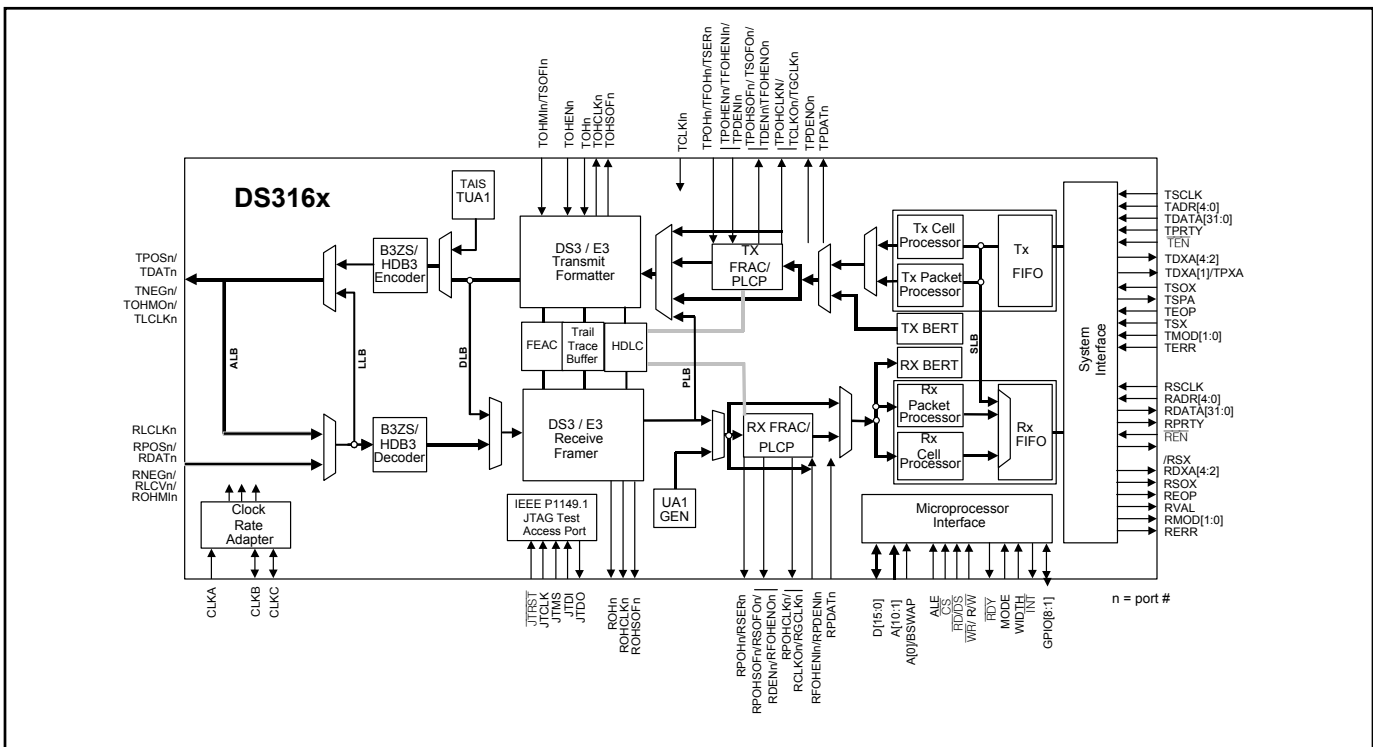 TOHMIn/TSOFIn
TOHENn
TOHn
TOHCLKn
TOHSOFn
TCLKIn
TPOHn/TFOHn/TSERn
TPOHENn/TFOHENIn/
TPDENIn
TPOHSOFn/ TSOFOn/
TDENn\TFOHENOn
TPOHCLKN/
TCLKOn/TGCLKn
TPDENOn
TPDATn
DS316x
TAIS
TUA1
B3ZS/
HDB3
Encoder
DS3 / E3
Transmit
Formatter
TX
FRAC/
PLCP
Tx Cell
Processor
Tx Packet
Processor
Tx
FIFO
TX BERT
RX BERT
FEAC
Trail
Trace
Buffer
HDLC
ALB
LLB
DLB
PLB
SLB
B3ZS/
HDB3
Decoder
DS3 / E3
Receive
Framer
RX FRAC/
PLCP
Rx
Packet
Processor
Rx
Cell
Processor
Rx
FIFO
UA1
GEN
Clock
Rate
Adapter
IEEE P1149.1
JTAG Test
Access Port
Microprocessor
Interface
System
Interface
TPOSn/
TDATn
TNEGn/
TOHMOn/
TLCLKn
RLCLKn
RPOSn/
RDATn
RNEGn/
RLCVn/
ROHMIn
TSCLK
TADR[4:0]
TDATA[31:0]
TPRTY
TEN
TDXA[4:2]
TDXA[1]/TPXA
TSOX
TSPA
TEOP
TSX
TMOD[1:0]
TERR
RSCLK
RADR[4:0]
RDATA[31:0]
RPRTY
REN
/RSX
RDXA[4:2]
RSOX
REOP
RVAL
RMOD[1:0]
RERR
CLKA
CLKB
CLKC
JTRST
JTCLK
JTMS
JTDI
JTDO
ROHn
ROHCLKn
ROHSOFn
RPOHn/RSERn
RPOHSOFn/RSOFOn/
RDENn/RFOHENOn
RPOHCLKn/
RCLKOn/RGCLKn
RFOHENIn/RPDENIn
RPDATn
D[15:0]
A[10:1]
A[0]/BSWAP
ALE
CS
RD/DS
WR/ R/W
RDY
MODE
WIDTH
INT
GPIO[8:1]
n = port #